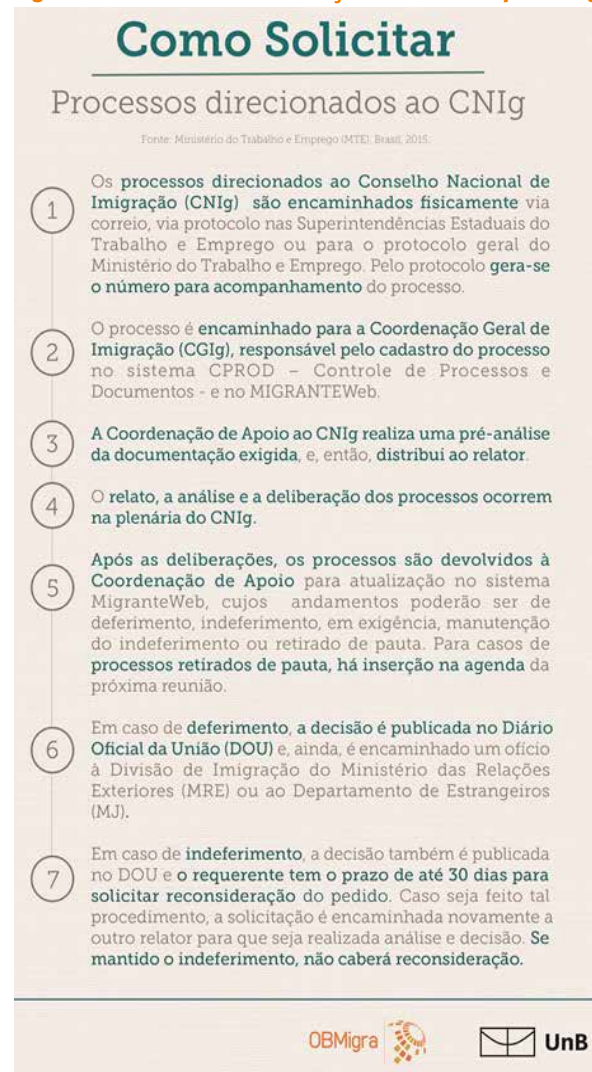 Como Solicitar
Processos direcionados ao CNIg
Fonte: Ministério do Trabalho e Emprego (MTE), Brasil, 2015.
1
Os processos direcionados ao Conselho Nacional de
Imigração (CNIg) são encaminhados fisicamente via
correio, via protocolo nas Superintendências Estaduais do
Trabalho e Emprego ou para o protocolo geral do
Ministério do Trabalho e Emprego. Pelo protocolo gera-se
o número para acompanhamento do processo.
2
O processo é encaminhado para a Coordenação Geral de
Imigração (CGIg), responsável pelo cadastro do processo
no sistema CPROD – Controle de Processos e
Documentos - e no MIGRANTEWeb.
3
A Coordenação de Apoio ao CNIg realiza uma pré-análise
da documentação exigida, e, então, distribui ao relator.
4
O relato, a análise e a deliberação dos processos ocorrem
na plenária do CNIg.
5
Após as deliberações, os processos são devolvidos à
Coordenação de Apoio para atualização no sistema
MigranteWeb, cujos andamentos poderão ser de
deferimento, indeferimento, em exigência, manutenção
do indeferimento ou retirado de pauta. Para casos de
processos retirados de pauta, há inserção na agenda da
próxima reunião.
6
Em caso de deferimento, a decisão é publicada no Diário
Oficial da União (DOU) e, ainda, é encaminhado um ofício
à Divisão de Imigração do Ministério das Relações
Exteriores (MRE) ou ao Departamento de Estrangeiros
(MJ).
7
Em caso de indeferimento, a decisão também é publicada
no DOU e o requerente tem o prazo de até 30 dias para
solicitar reconsideração do pedido. Caso seja feito tal
procedimento, a solicitação é encaminhada novamente a
outro relator para que seja realizada análise e decisão. Se
mantido o indeferimento, não caberá reconsideração.
OBMigra
UnB